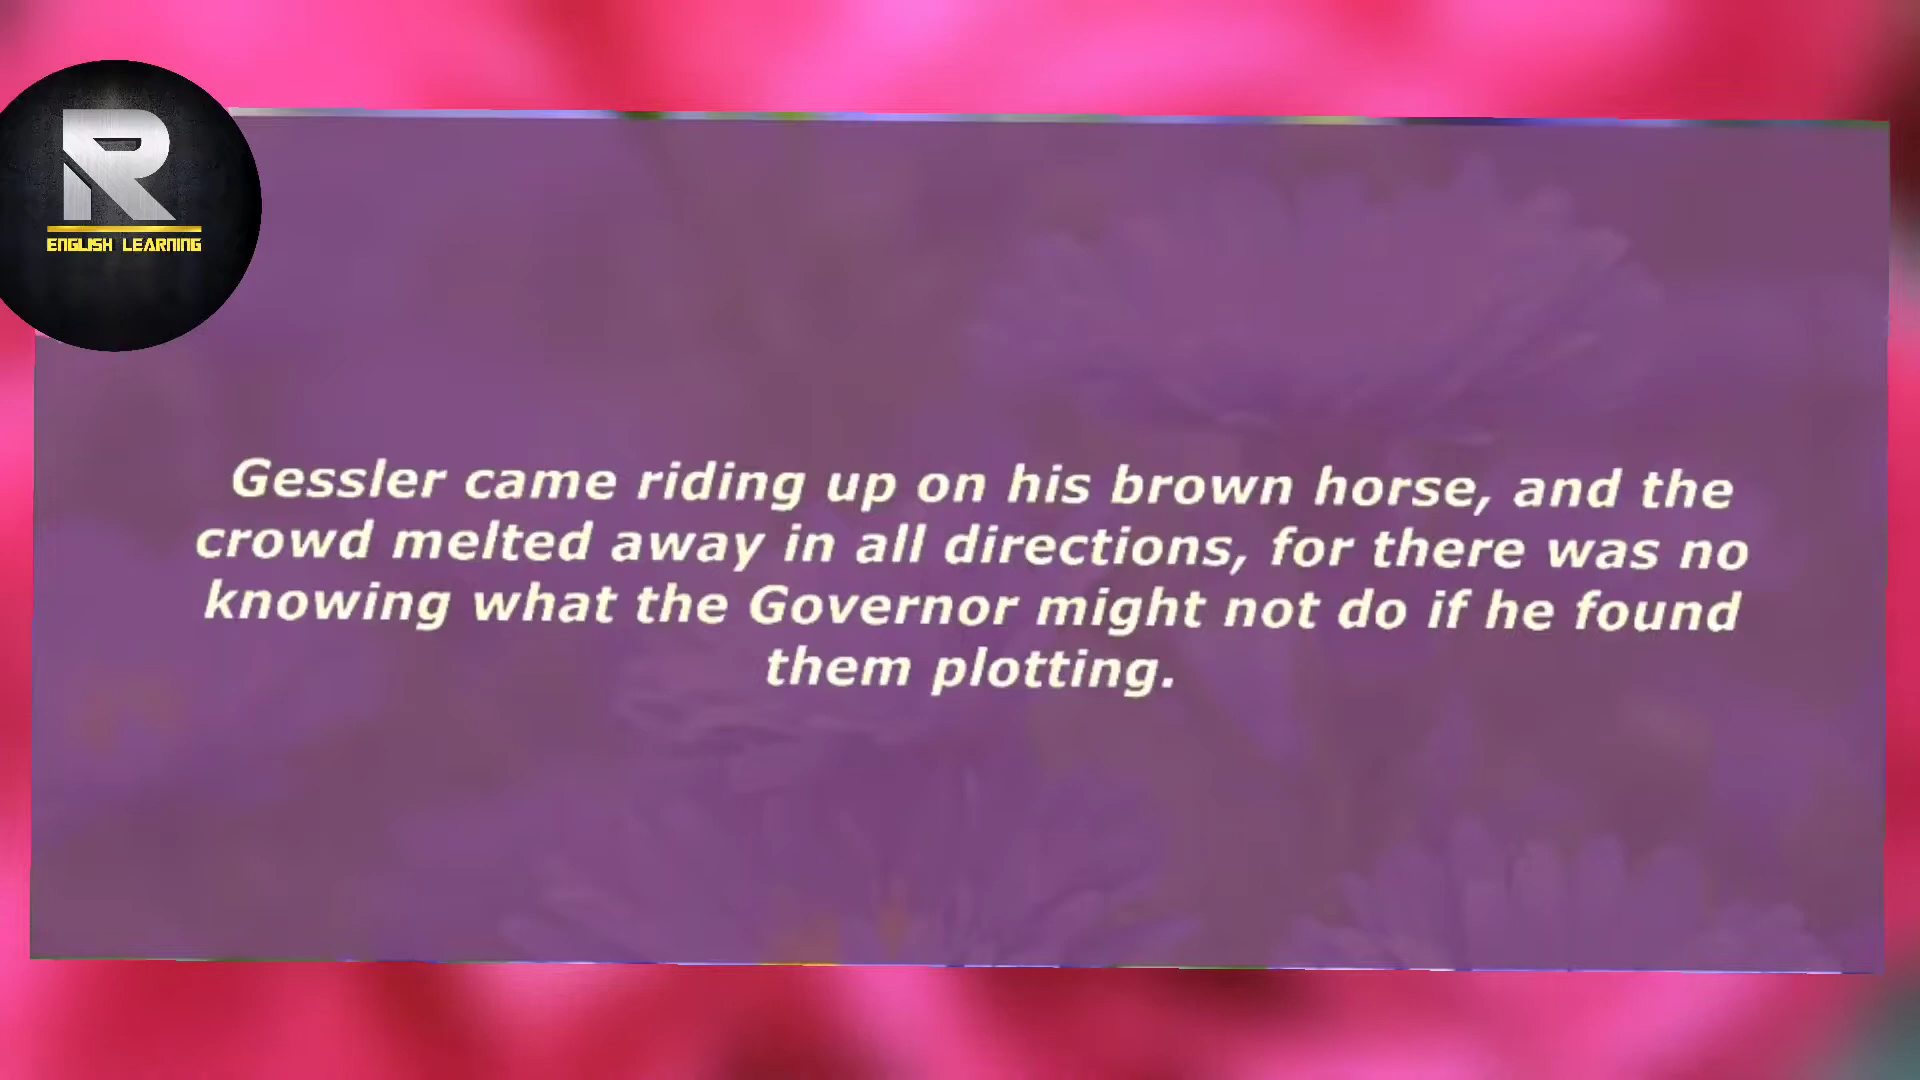 R
ENGLISH LEARNING
Gessler came riding up on his brown horse, and the
crowd melted away in all directions, for there was no
knowing what the Governor might not do if he found
them plotting.